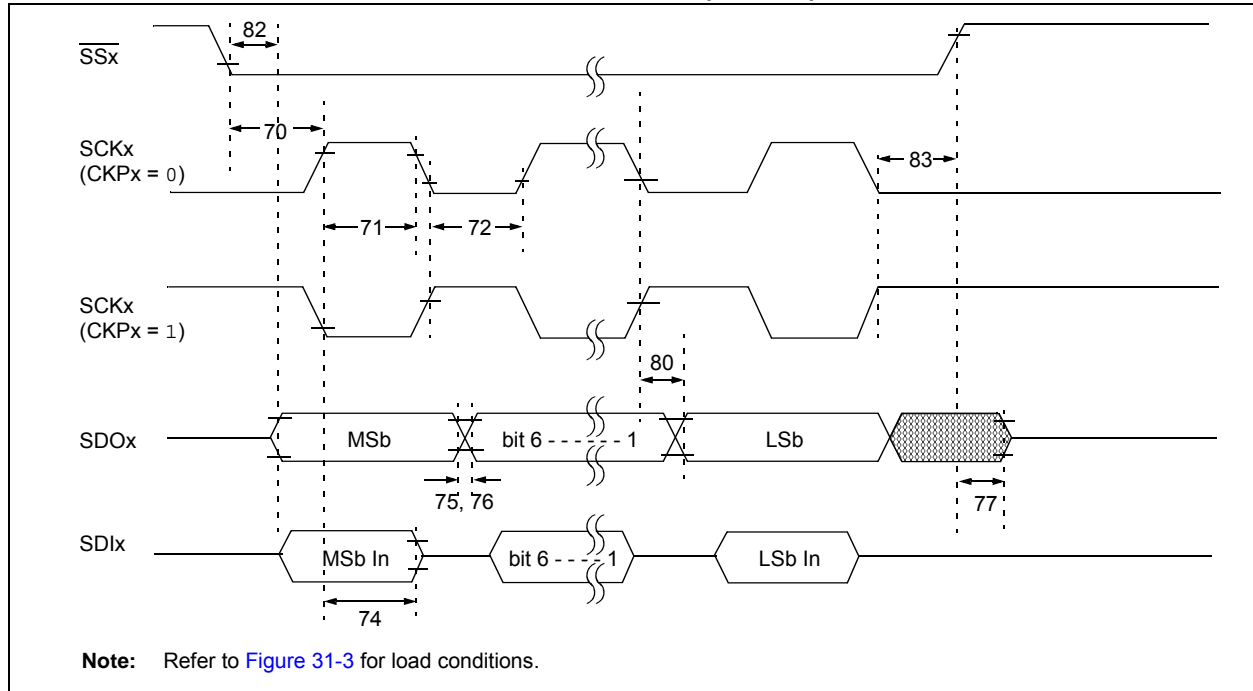 SSx
82
70
SCKx
(CKPx = 0)
83
71
72
SCKx
(CKPx = 1)
80
SDOx
MSb
bit 6 - - - - - - 1
LSb
75, 76
77
SDIx
MSb In
bit 6 - - - - 1
LSb In
74
Note: Refer to Figure 31-3 for load conditions.